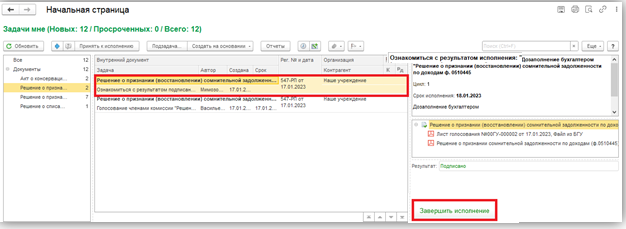 Начальная страница
Задачи мне (Новых: 12 / Просроченных: 0 / Всего: 12)
Обновить
Принять к исполнению
Подзадача...
Создать на основании
Отчеты
Поиск (Ctrl+F)
Еще
?
Все 12
Документы 12
Акт о консерваци... 2
Решение о призна... 2
Решение о призна... 7
Решение о списа... 1
Внутренний документ
Рег. № и дата
Организация
Задача
Автор
Создана
Срок
Контрагент
К
Решение о признании (восстановлении) сомнительной задолженн...
547-РП от 17.01.2023
Наше учреждение
Ознакомиться с результатом подписан...
17.01.2...
Решение о признании (восстановлении) сомнительной задолженн...
547-РП от 17.01.2023
Наше учреждение
Голосование членами комиссии "Решен...
Василье...
17.01.2...
17.01.2...
Ознакомиться с результатом исполнения:
Дозаполнение бухгалтером
"Решение о признании (восстановлении) сомнительной задолженности
по доходам ф. 0510445
Цикл: 1
Срок исполнения: 18.01.2023
Дозаполнение бухгалтером
Решение о признании (восстановлении) сомнительной задолженности по дохо
Лист голосования №00ГУ-000002 от 17.01.2023, Файл из БГУ
Решение о признании сомнительной задолженности по доходам (ф.0510445)
Результат:
Подписано
Завершить исполнение